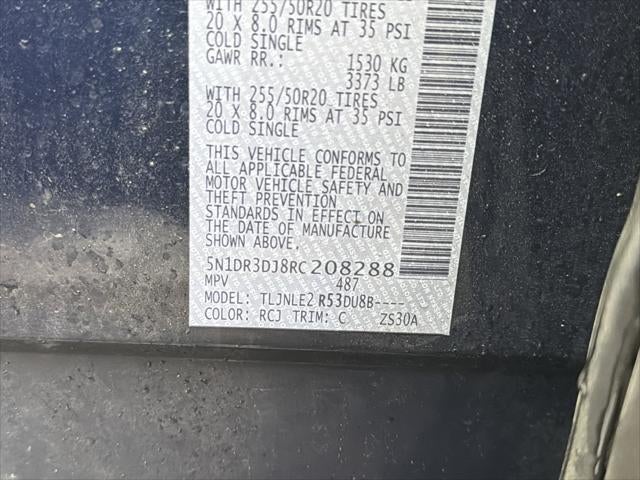 WITH 255/50R20 TIRES
20 X 8.0 RIMS AT 35 PSI
COLD SINGLE
GAWR RR.: 1530 KG
3373 LB
WITH 255/50R20 TIRES
20 X 8.0 RIMS AT 35 PSI
COLD SINGLE
THIS VEHICLE CONFORMS TO
ALL APPLICABLE FEDERAL
MOTOR VEHICLE SAFETY AND
THEFT PREVENTION
STANDARDS IN EFFECT ON
THE DATE OF MANUFACTURE
SHOWN ABOVE.
5N1DR3DJ8RC208288
MPV 487
MODEL: TLJNLE2 R53DU8B----
COLOR: RCJ TRIM: C ZS30A